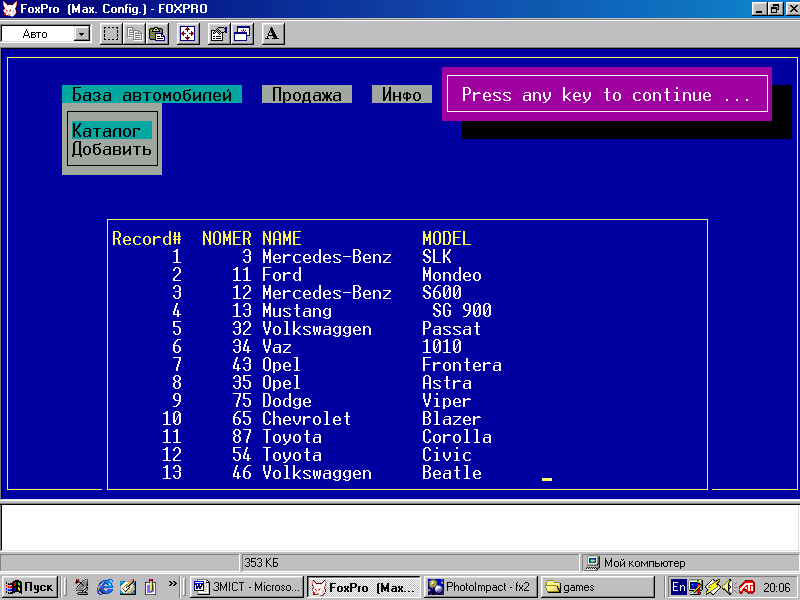 FoxPro (Max. Config.) - FOXPRO
Авто
A
База автомобилей Продажа Инфо
Press any key to continue ...
Каталог
Добавить
Record# NOMER NAME MODEL
1 3 Mercedes-Benz SLK
2 11 Ford Mondeo
3 12 Mercedes-Benz S600
4 13 Mustang SG 900
5 32 Volkswaggen Passat
6 34 Vaz 1010
7 43 Opel Frontera
8 35 Opel Astra
9 75 Dodge Viper
10 65 Chevrolet Blazer
11 87 Toyota Corolla
12 54 Toyota Civic
13 46 Volkswaggen Beatle
353 КБ Мой компьютер
Пуск » ЗМІСТ - Microso... FoxPro (Max... PhotoImpact - fx2 games En 20:06